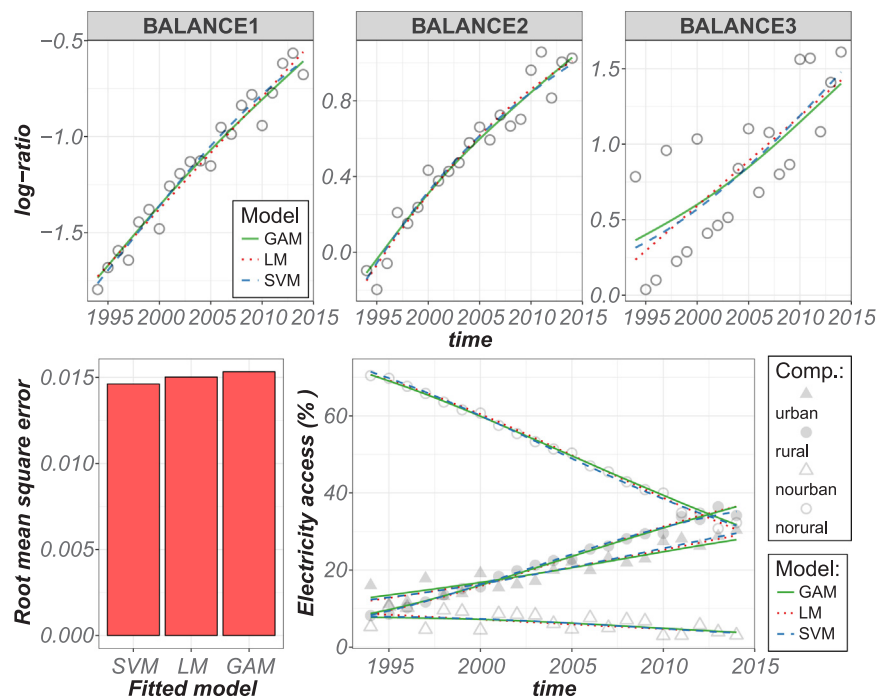 BALANCE1 BALANCE2 BALANCE3
log-ratio
-0.5
-1.0
-1.5
0.8
0.4
0.0
1.5
1.0
0.5
0.0
Model
GAM
LM
SVM
1995 2000 2005 2010 2015
1995 2000 2005 2010 2015
1995 2000 2005 2010 2015
time
Root mean square error
0.015
0.010
0.005
0.000
SVM LM GAM
Fitted model
Electricity access (%)
60
40
20
0
1995 2000 2005 2010 2015
time
Comp.:
urban
rural
nourban
norural
Model:
GAM
LM
SVM